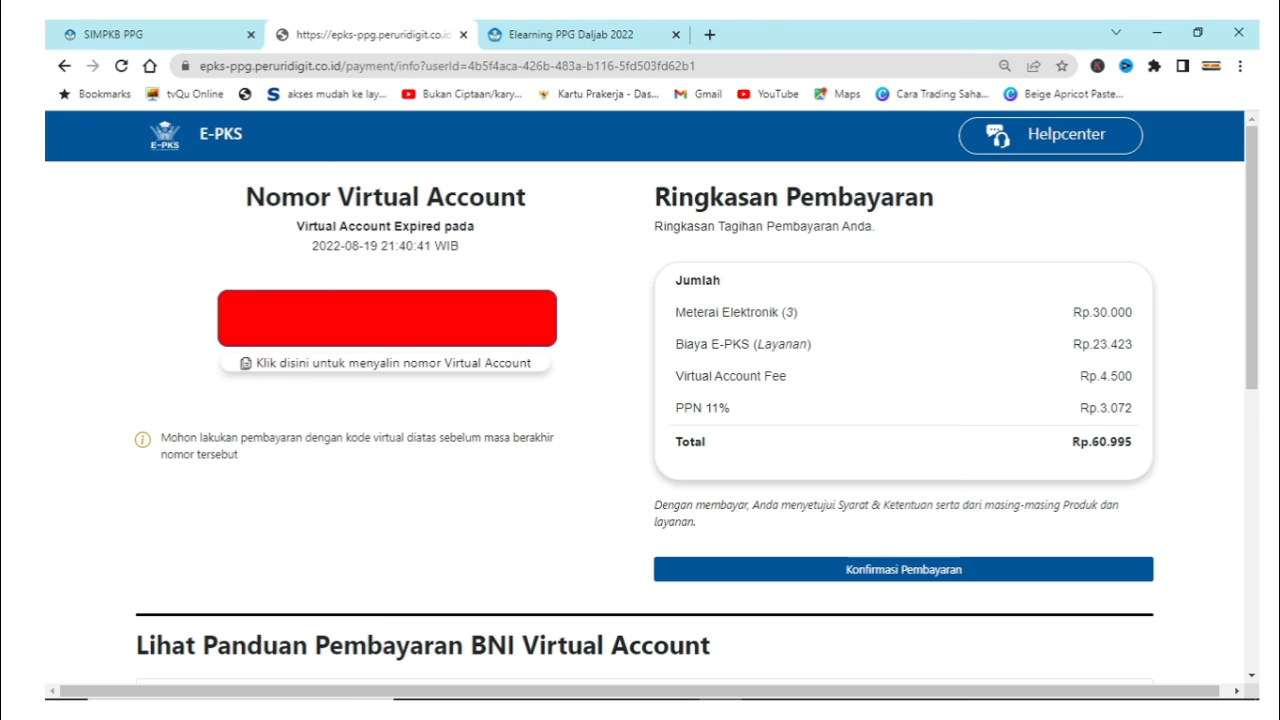 SIMPKB PPG
https://epks-ppg.peruridigit.co.id
Elearning PPG Daljab 2022
epks-ppg.peruridigit.co.id/payment/info?userId=4b5f4aca-426b-483a-b116-5fd503fd62b1
Bookmarks
tvQu Online
akses mudah ke lay...
Bukan Ciptaan/kary...
Kartu Prakerja - Das...
Gmail
YouTube
Maps
Cara Trading Saha...
Beige Apricot Paste...
E-PKS
E-PKS
Helpcenter
Nomor Virtual Account
Virtual Account Expired pada
2022-08-19 21:40:41 WIB
Klik disini untuk menyalin nomor Virtual Account
Mohon lakukan pembayaran dengan kode virtual diatas sebelum masa berakhir
nomor tersebut
Ringkasan Pembayaran
Ringkasan Tagihan Pembayaran Anda.
Jumlah
Meterai Elektronik (3) Rp.30.000
Biaya E-PKS (Layanan) Rp.23.423
Virtual Account Fee Rp.4.500
PPN 11% Rp.3.072
Total Rp.60.995
Dengan membayar, Anda menyetujui Syarat & Ketentuan serta dari masing-masing Produk dan
layanan.
Konfirmasi Pembayaran
Lihat Panduan Pembayaran BNI Virtual Account